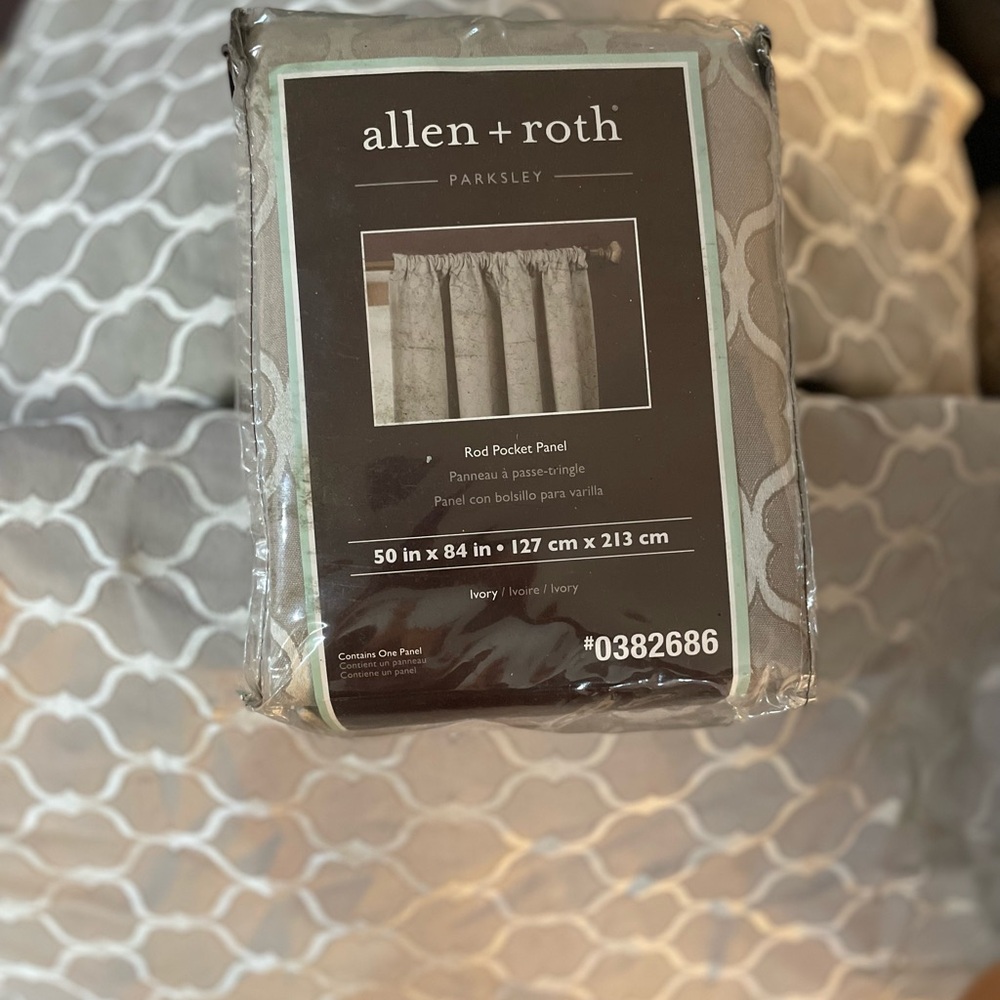 allen + roth®
PARKSLEY
Rod Pocket Panel
Panneau à passe-tringle
Panel con bolsillo para varilla
50 in x 84 in • 127 cm x 213 cm
Ivory / Ivoire / Ivory
Contains One Panel
Contient un panneau
Contiene un panel
#0382686